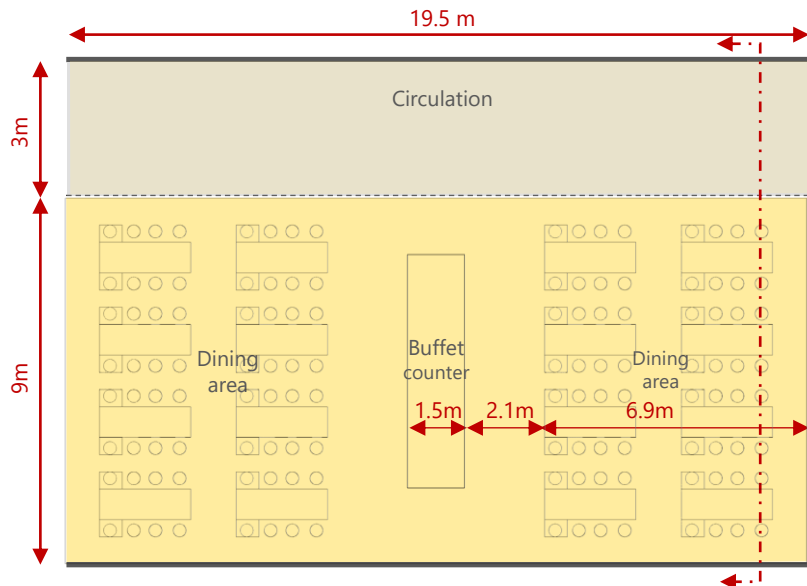 19.5 m
Circulation
3m
9m
Dining
area
Buffet
counter
Dining
area
1.5m
2.1m
6.9m